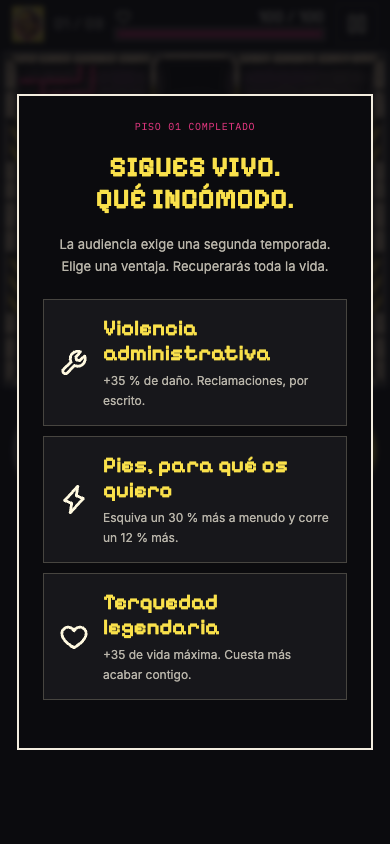 PISO 01 COMPLETADO
SIGUES VIVO.
QUÉ INCÓMODO.
La audiencia exige una segunda temporada.
Elige una ventaja. Recuperarás toda la vida.
Violencia
administrativa
+35 % de daño. Reclamaciones, por
escrito.
Pies, para qué os
quiero
Esquiva un 30 % más a menudo y corre
un 12 % más.
Terquedad
legendaria
+35 de vida máxima. Cuesta más
acabar contigo.